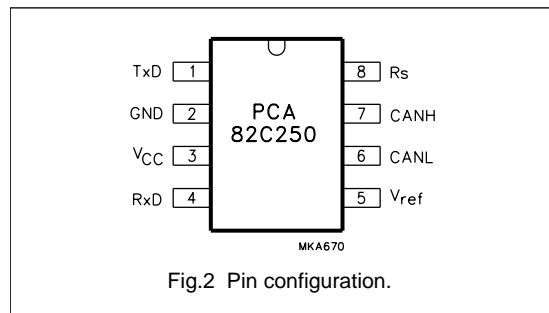 TxD 1 8 Rs
GND 2 PCA 7 CANH
82C250
VCC 3 6 CANL
RxD 4 5 Vref
MKA670
Fig.2 Pin configuration.